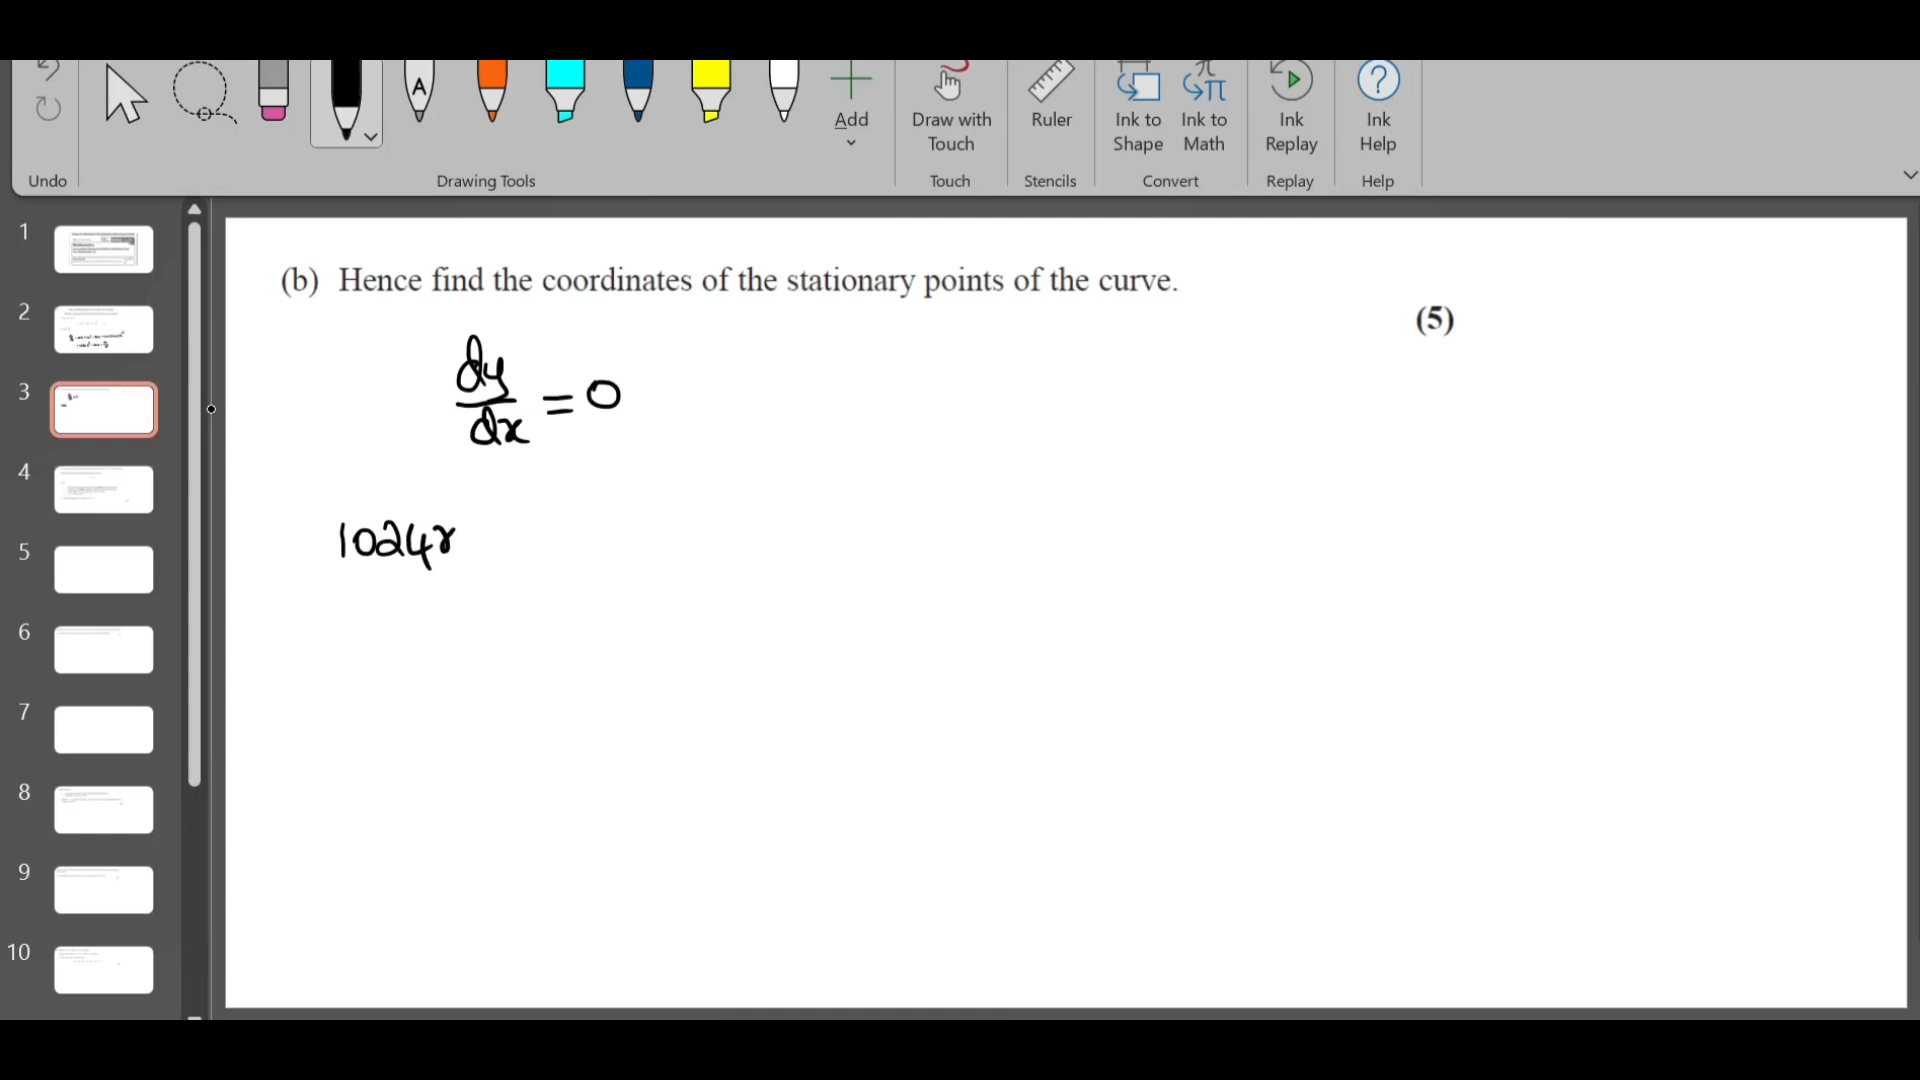 Add
Draw with Touch
Ruler
Ink to Shape
Ink to Math
Ink Replay
Ink Help
Undo
Drawing Tools
Touch
Stencils
Convert
Replay
Help
1
2
3
4
5
6
7
8
9
10
(b) Hence find the coordinates of the stationary points of the curve.
(5)
dy/dx = 0
1024x